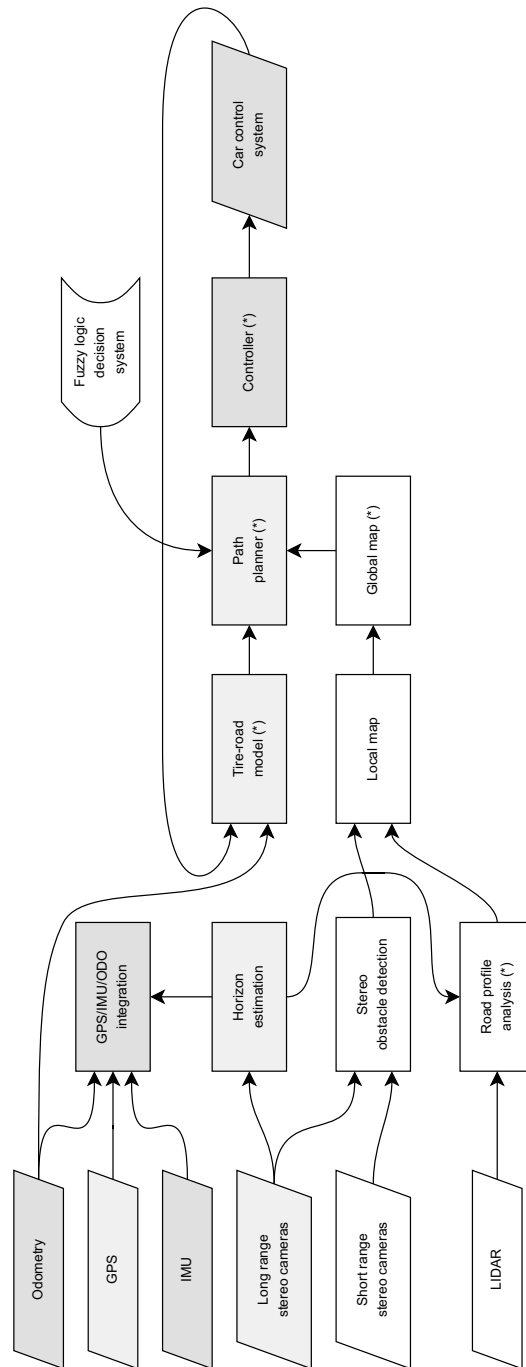 Odometry
GPS
IMU
Long range
stereo cameras
Short range
stereo cameras
LIDAR
GPS/IMU/ODO
integration
Horizon
estimation
Stereo
obstacle detection
Road profile
analysis (*)
Tire-road
model (*)
Local map
Fuzzy logic
decision
system
Path
planner (*)
Global map (*)
Controller (*)
Car control
system